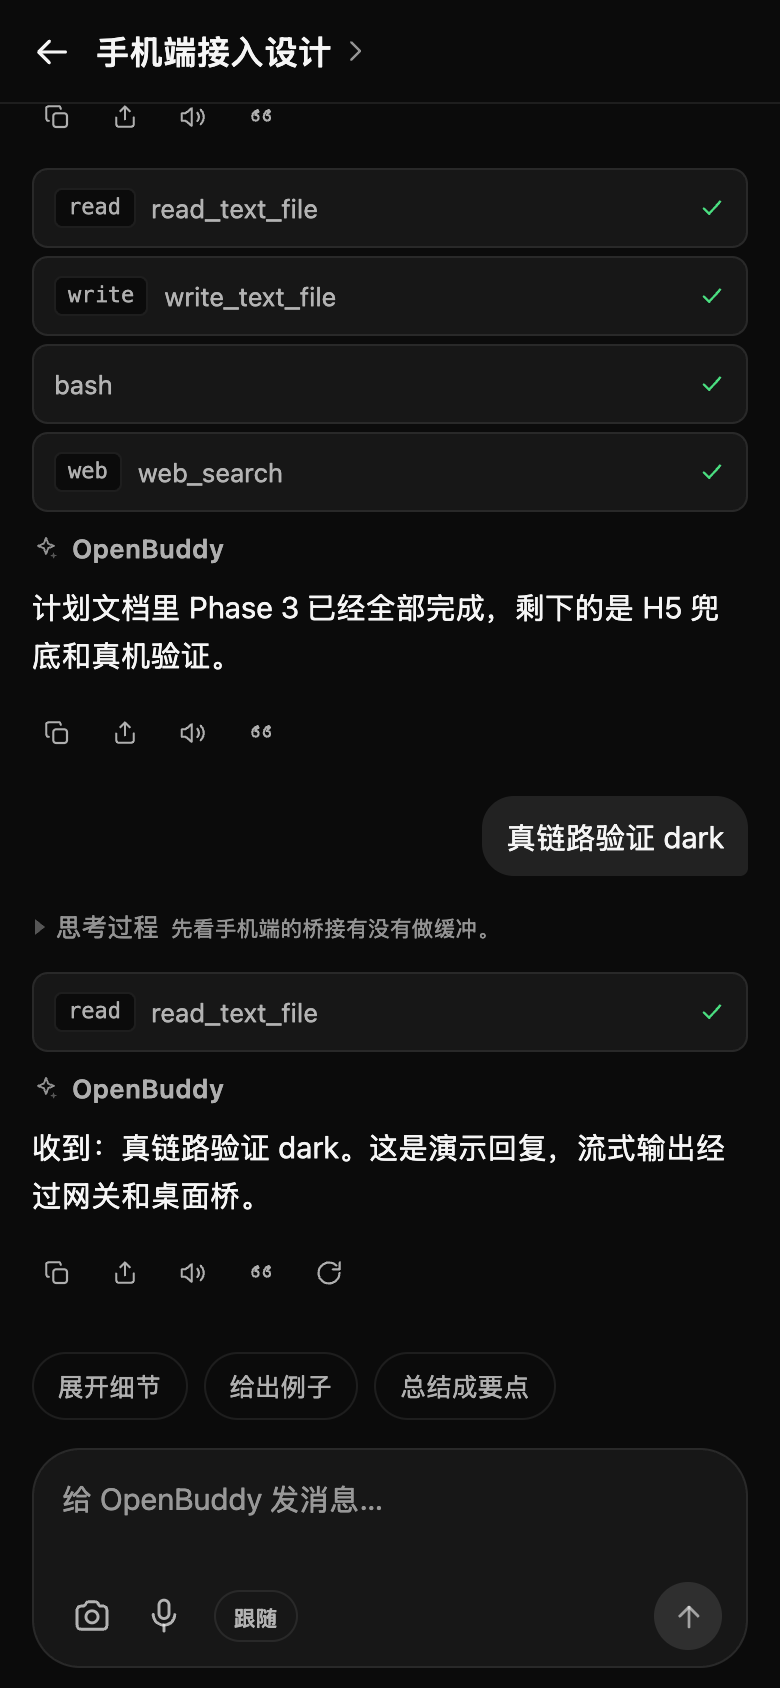 手机端接入设计
read read_text_file
write write_text_file
bash
web web_search
OpenBuddy
计划文档里 Phase 3 已经全部完成，剩下的是 H5 兜
底和真机验证。
真链路验证 dark
思考过程 先看手机端的桥接有没有做缓冲。
read read_text_file
OpenBuddy
收到：真链路验证 dark。这是演示回复，流式输出经
过网关和桌面桥。
展开细节 给出例子 总结成要点
给 OpenBuddy 发消息...
跟随